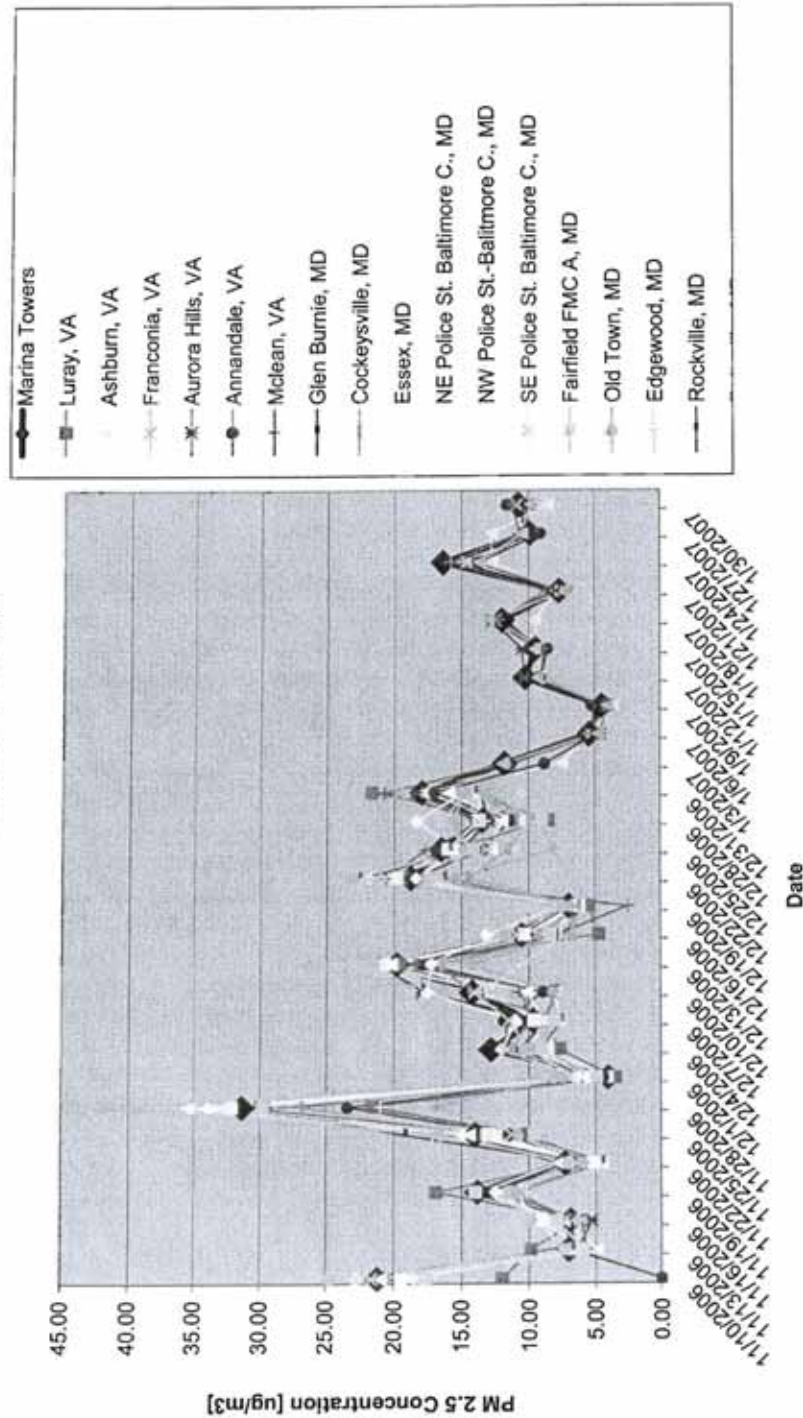 45.00
40.00
35.00
30.00
25.00
20.00
15.00
10.00
5.00
0.00
PM 2.5 Concentration [ug/m3]
11/10/2006
11/13/2006
11/16/2006
11/19/2006
11/22/2006
11/25/2006
11/28/2006
12/1/2006
12/4/2006
12/7/2006
12/10/2006
12/13/2006
12/16/2006
12/19/2006
12/22/2006
12/25/2006
12/28/2006
12/31/2006
1/3/2007
1/6/2007
1/9/2007
1/12/2007
1/15/2007
1/18/2007
1/21/2007
1/24/2007
1/27/2007
1/30/2007
Date
Marina Towers
Luray, VA
Ashburn, VA
Franconia, VA
Aurora Hills, VA
Annandale, VA
Mclean, VA
Glen Burnie, MD
Cockeysville, MD
Essex, MD
NE Police St. Baltimore C., MD
NW Police St.-Balitmore C., MD
SE Police St. Baltimore C., MD
Fairfield FMC A, MD
Old Town, MD
Edgewood, MD
Rockville, MD